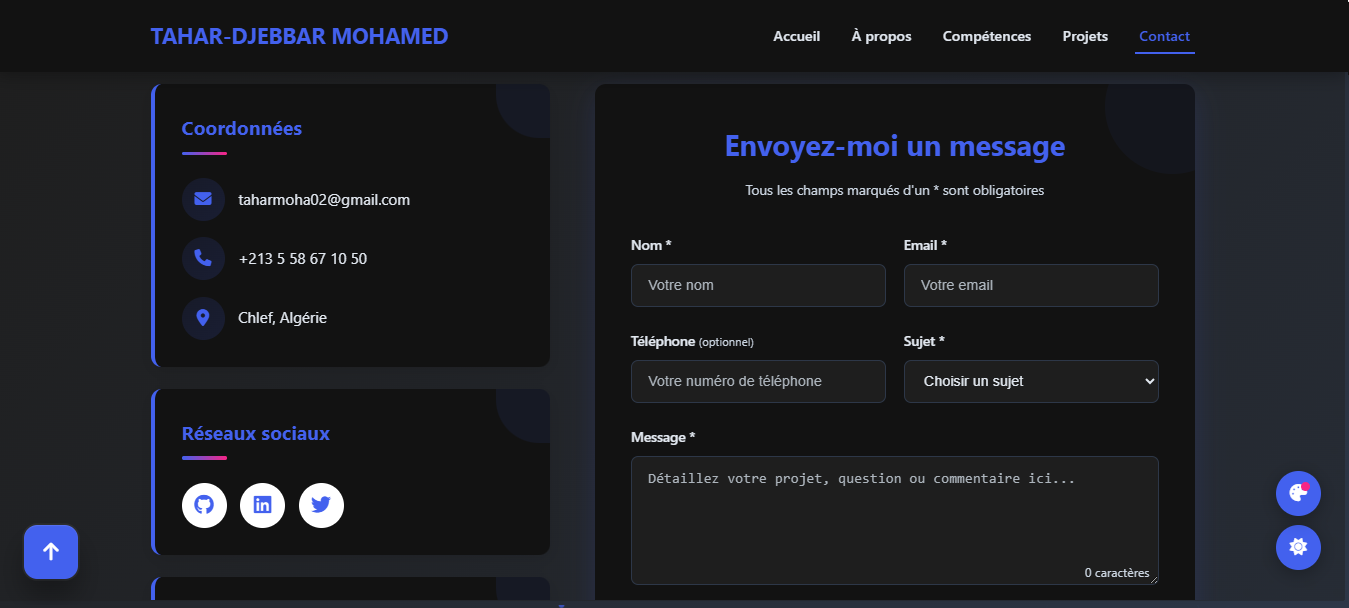 TAHAR-DJEBBAR MOHAMED
Accueil À propos Compétences Projets Contact
Coordonnées
taharmoha02@gmail.com
+213 5 58 67 10 50
Chlef, Algérie
Réseaux sociaux
Envoyez-moi un message
Tous les champs marqués d'un * sont obligatoires
Nom * Email *
Votre nom Votre email
Téléphone (optionnel) Sujet *
Votre numéro de téléphone Choisir un sujet
Message *
Détaillez votre projet, question ou commentaire ici...
0 caractères